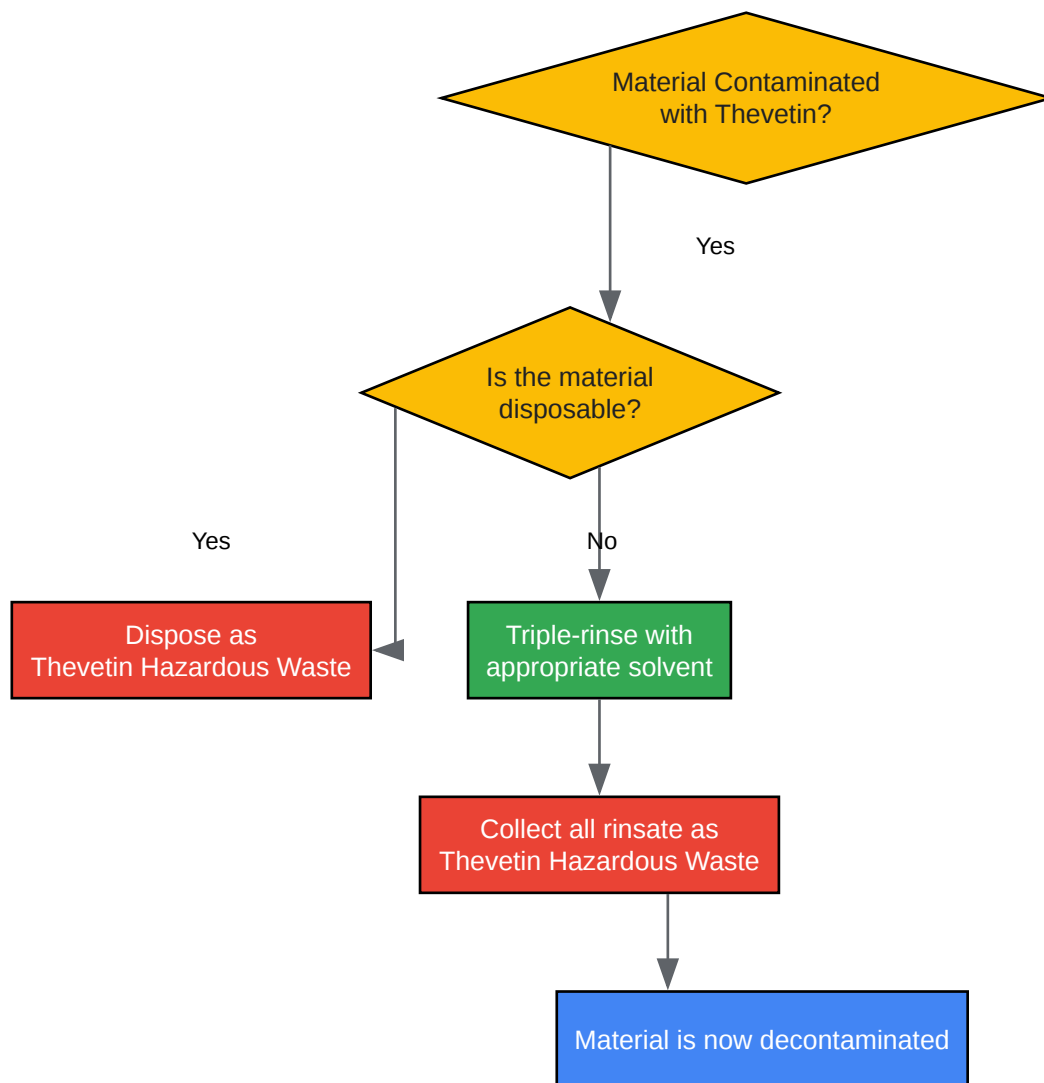 Material Contaminated
with Thevetin?
Yes
Is the material
disposable?
Yes
No
Dispose as
Thevetin Hazardous Waste
Triple-rinse with
appropriate solvent
Collect all rinsate as
Thevetin Hazardous Waste
Material is now decontaminated